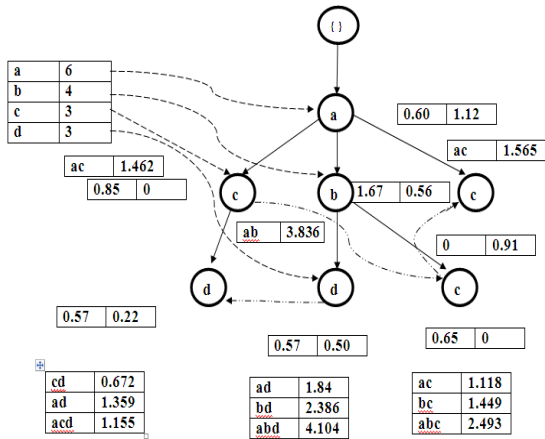 { }
a 6
b 4
c 3
d 3
a
0.60 1.12
ac 1.565
ac 1.462
0.85 0
c
b
1.67 0.56
c
ab 3.836
0 0.91
d
d
c
0.57 0.22
0.57 0.50
0.65 0
cd 0.672
ad 1.359
acd 1.155
ad 1.84
bd 2.386
abd 4.104
ac 1.118
bc 1.449
abc 2.493